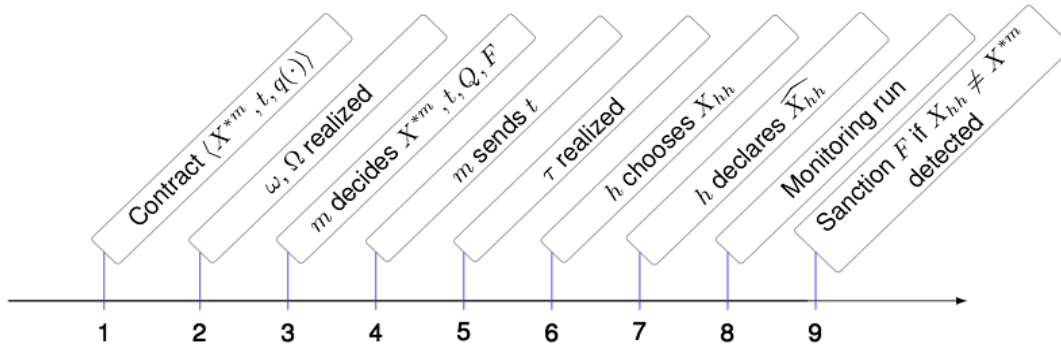 Contract ⟨X*m, t, q(·)⟩
ω, Ω realized
m decides X*m, t, Q, F
m sends t
τ realized
h chooses Xhh
h declares X̂hh
Monitoring run
Sanction F if Xhh ≠ X*m
detected
1 2 3 4 5 6 7 8 9